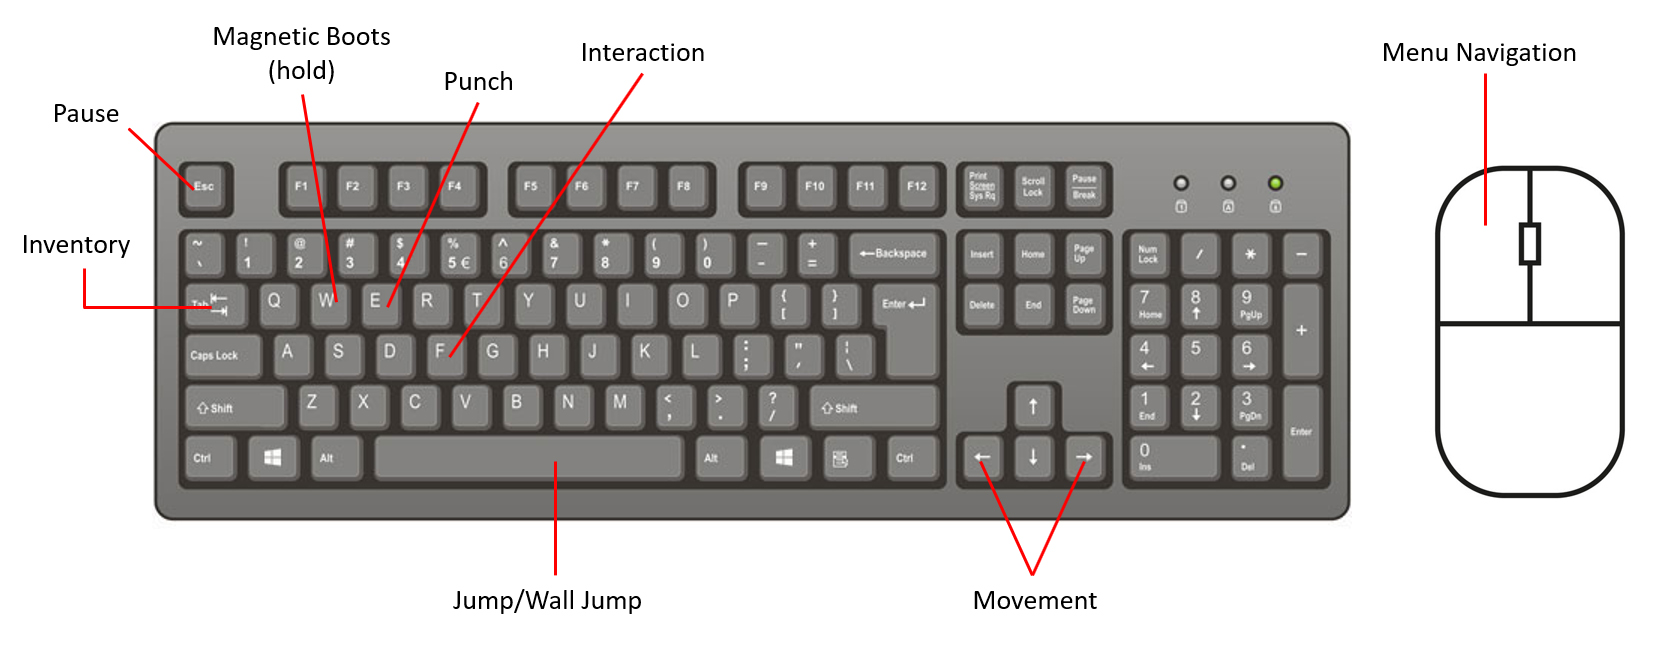 Magnetic Boots
(hold)
Interaction
Menu Navigation
Punch
Pause
Inventory
Esc F1 F2 F3 F4 F5 F6 F7 F8 F9 F10 F11 F12 Print Screen Sys Rq Scroll Lock Pause Break
~ ! @ # $ % ^ & * ( ) — +
` 1 2 3 4 5 € 6 7 8 9 0 - = ←Backspace Insert Home Page Up Num Lock / * −
Tab Q W E R T Y U I O P { [ } ] Enter Delete End Page Down 7 Home 8 ↑ 9 PgUp +
Caps Lock A S D F G H J K L : ; " , ¦ \ 4 ← 5 6 →
⇧Shift Z X C V B N M < , > . ? / ⇧Shift ↑ 1 End 2 ↓ 3 PgDn Enter
Ctrl Alt Alt Ctrl ← ↓ → 0 Ins . Del
Jump/Wall Jump
Movement